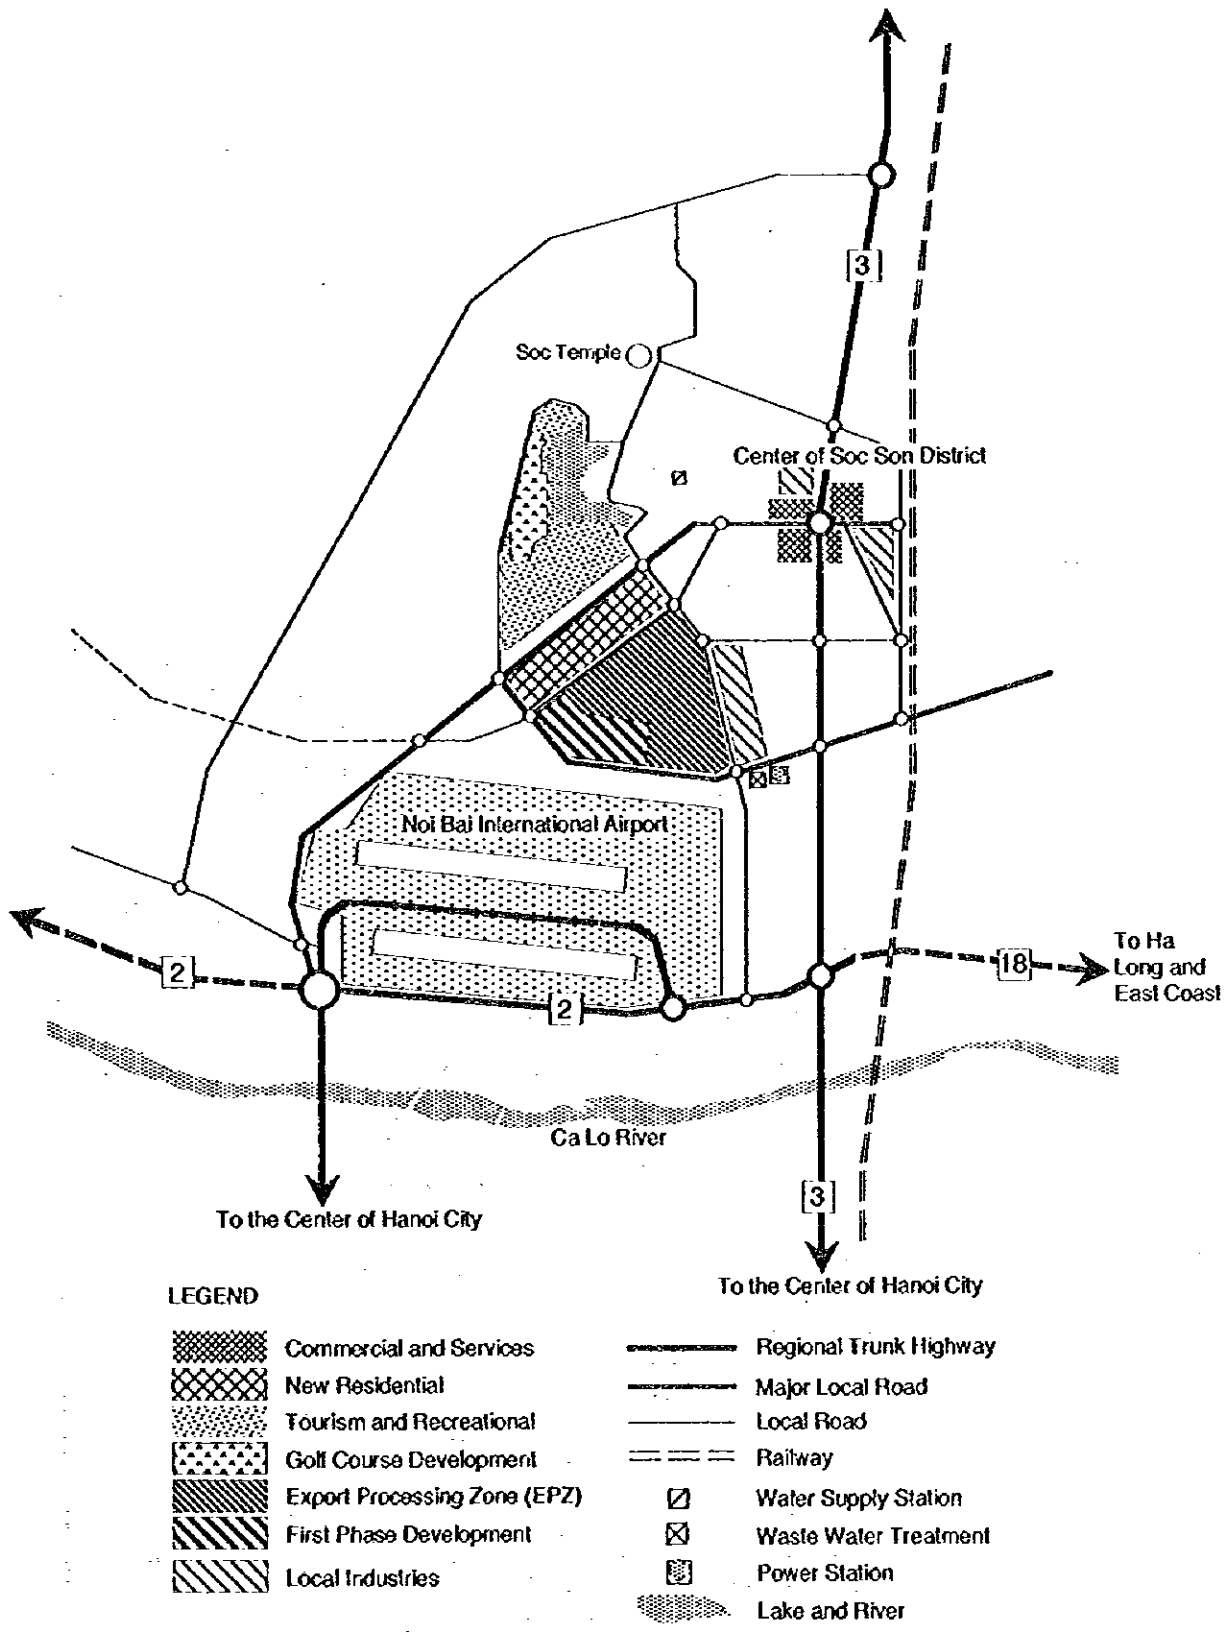 3
Soc Temple
Center of Soc Son District
Noi Bai International Airport
2
2
18
To Ha
Long and
East Coast
Ca Lo River
3
To the Center of Hanoi City
To the Center of Hanoi City
LEGEND
Commercial and Services
New Residential
Tourism and Recreational
Golf Course Development
Export Processing Zone (EPZ)
First Phase Development
Local Industries
Regional Trunk Highway
Major Local Road
Local Road
Railway
Water Supply Station
Waste Water Treatment
Power Station
Lake and River